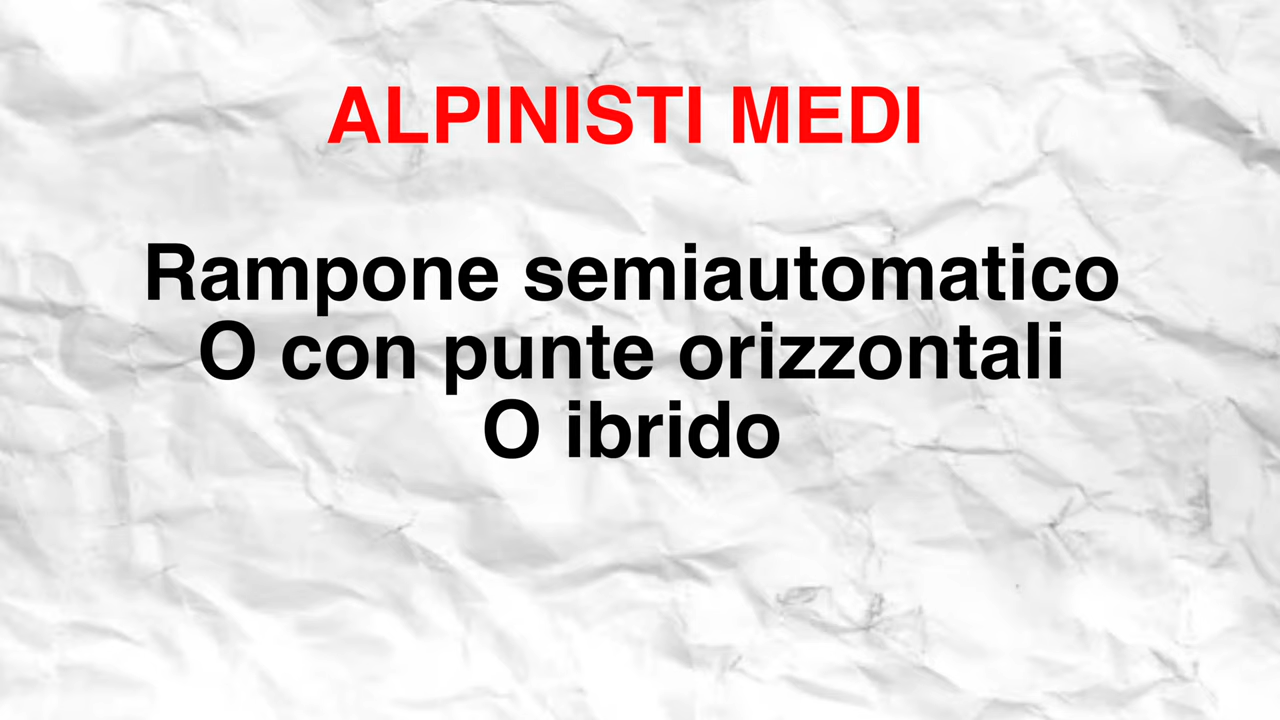 ALPINISTI MEDI
Rampone semiautomatico
O con punte orizzontali
O ibrido